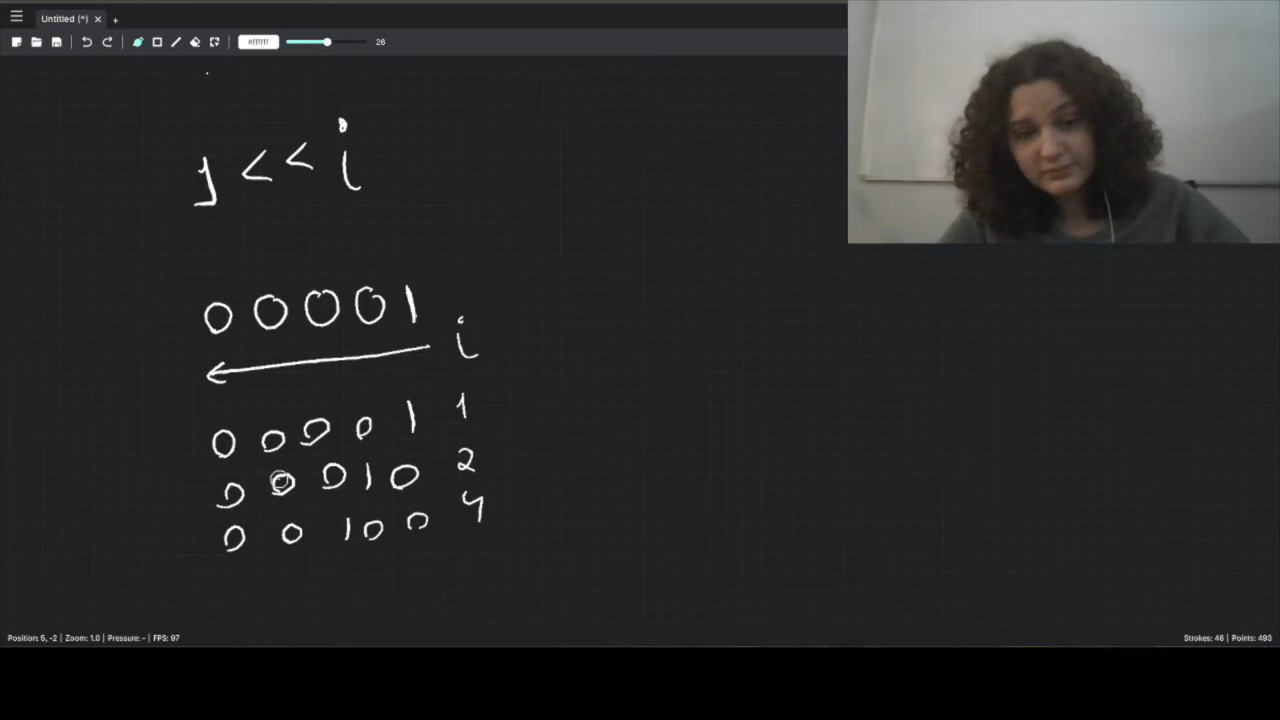 Untitled (*) × +
#ffffff 26
1 << i
0 0 0 0 1
i
0 0 0 0 1 1
0 0 0 1 0 2
0 0 1 0 0 4
Position: 5, -2 | Zoom: 1.0 | Pressure: - | FPS: 97
Strokes: 46 | Points: 493